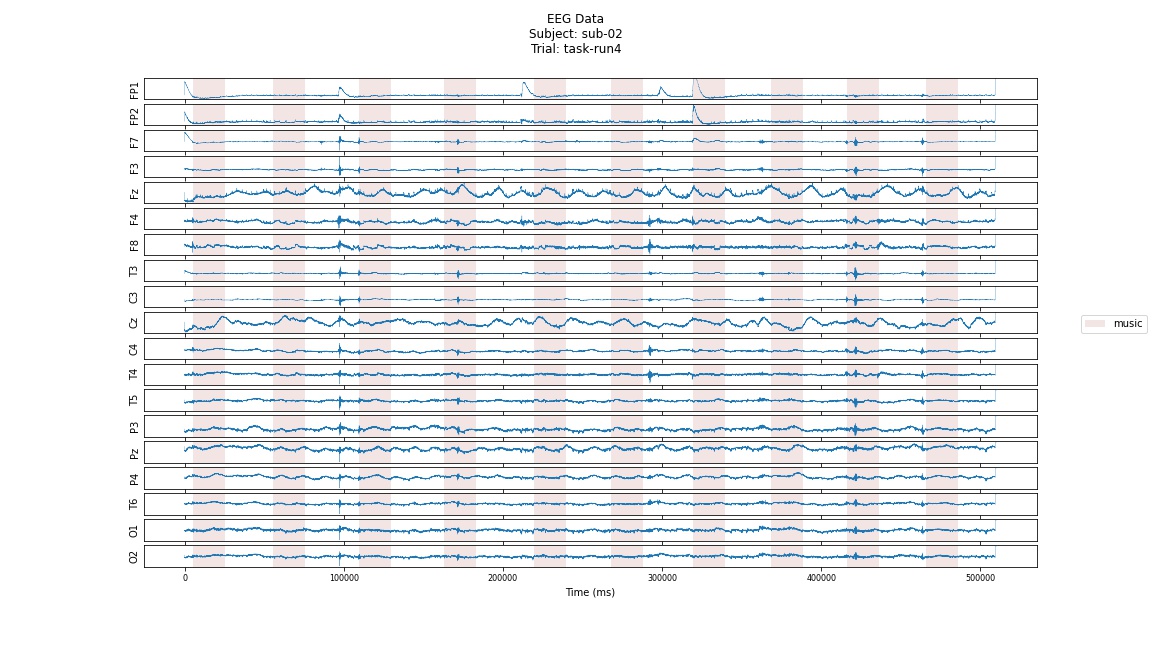 EEG Data
Subject: sub-02
Trial: task-run4
FP1
FP2
F7
F3
Fz
F4
F8
T3
C3
Cz
C4
T4
T5
P3
Pz
P4
T6
O1
O2
0 1000000 200000 300000 400000 500000
Time (ms)
music